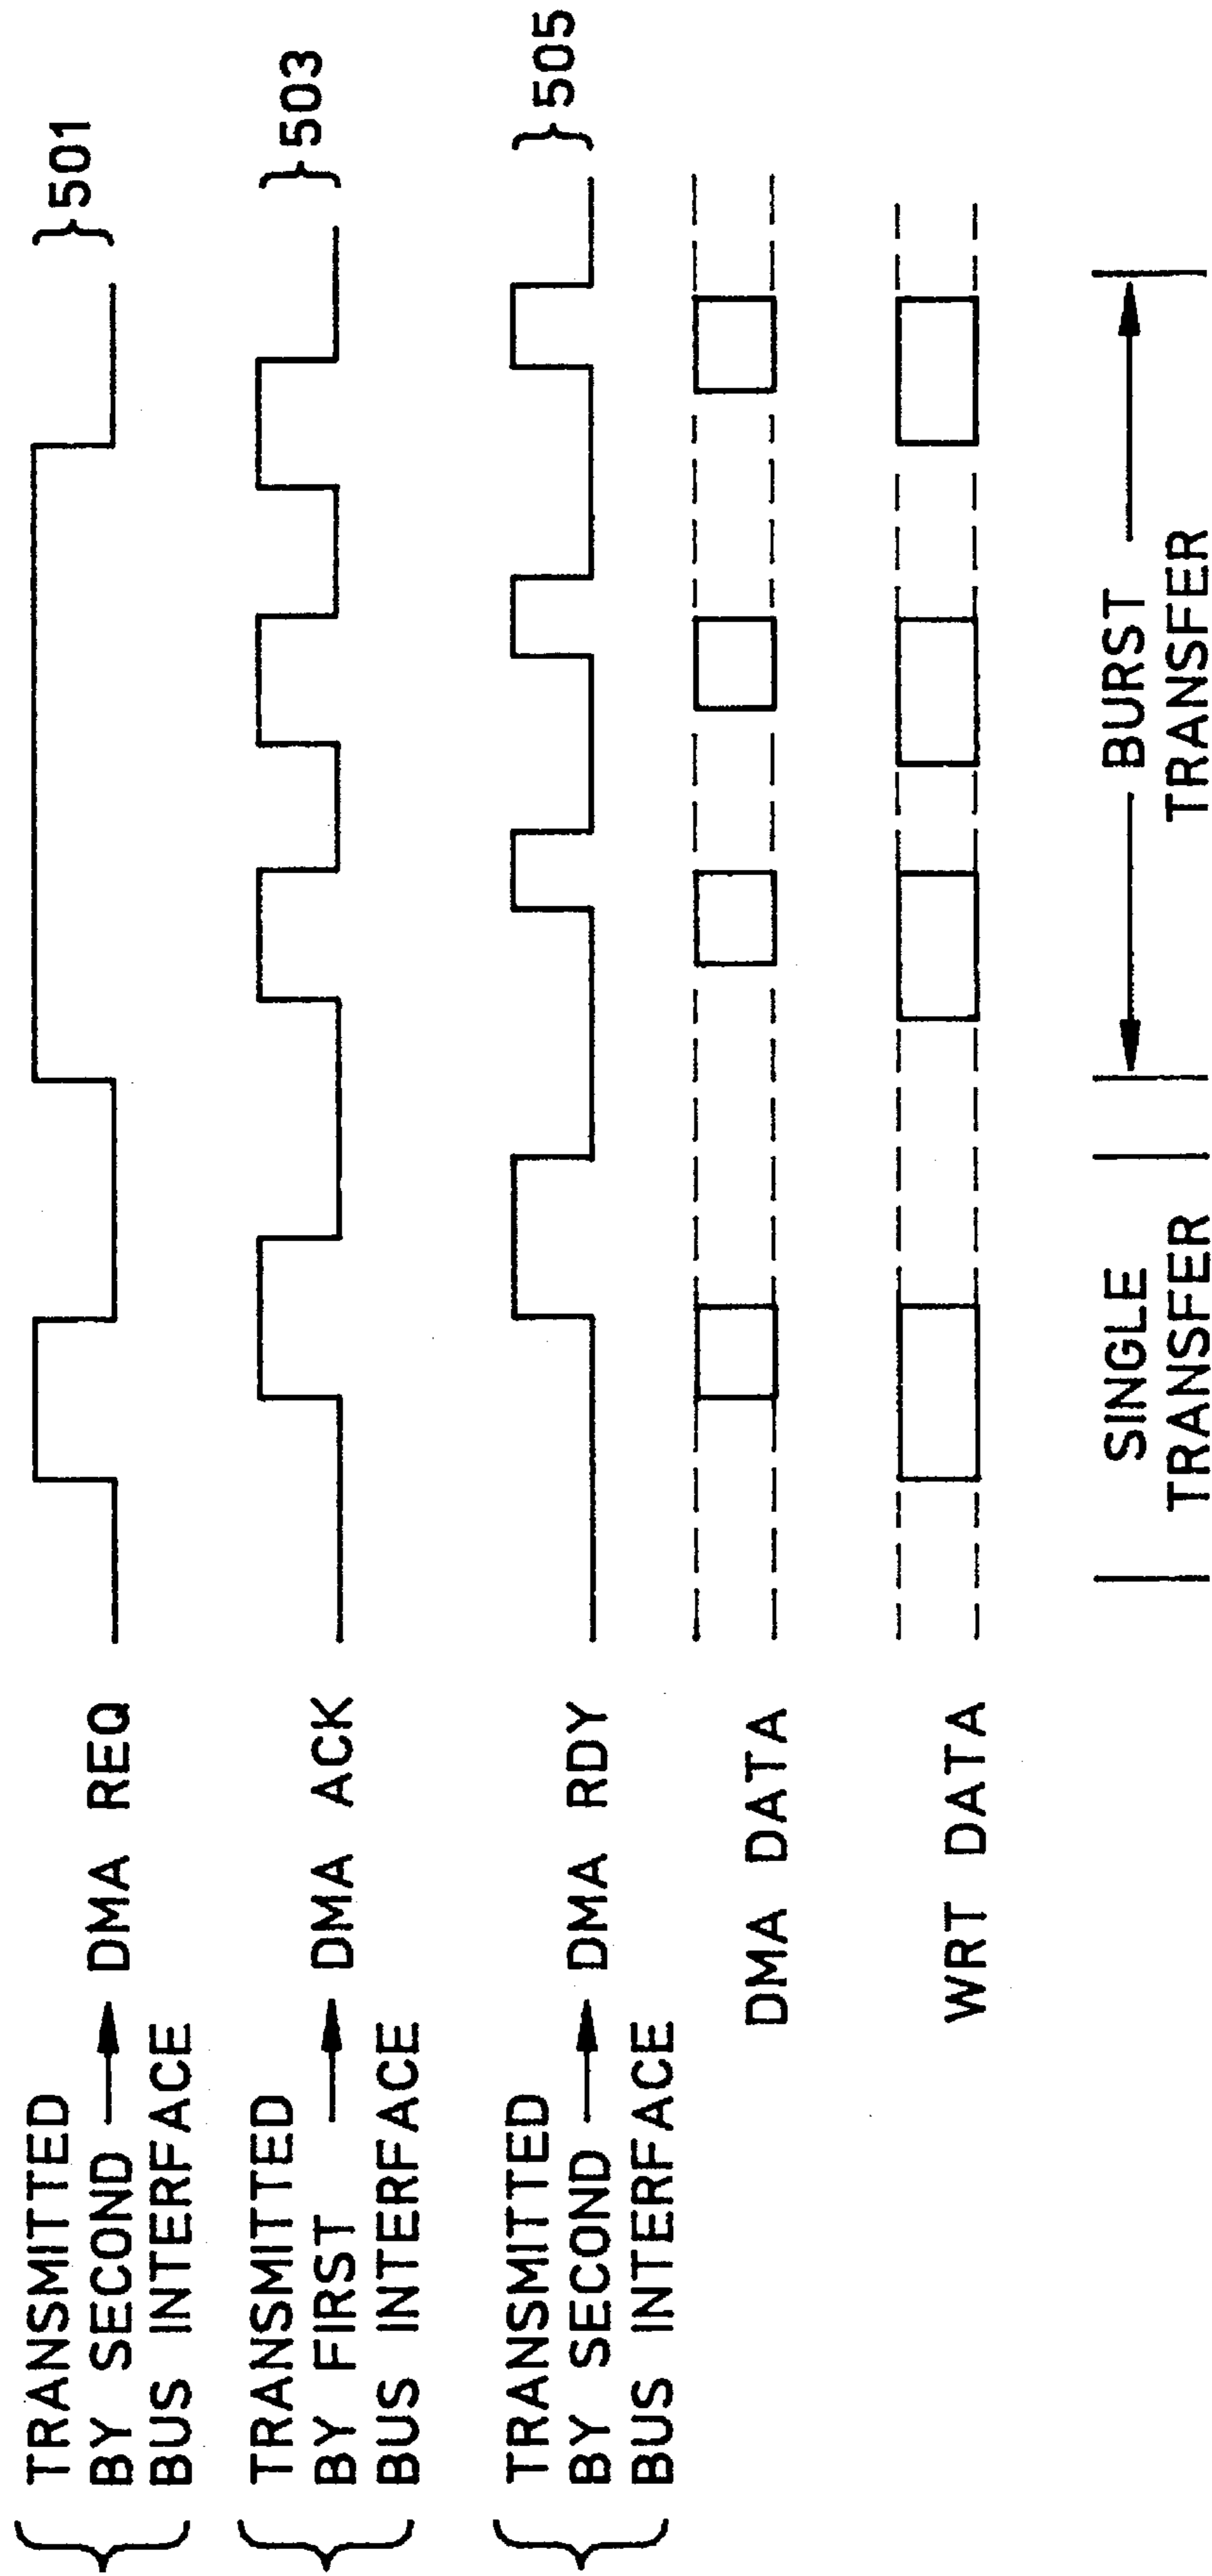 TRANSMITTED
BY SECOND
BUS INTERFACE
DMA REQ
501
TRANSMITTED
BY FIRST
BUS INTERFACE
DMA ACK
503
TRANSMITTED
BY SECOND
BUS INTERFACE
DMA RDY
505
DMA DATA
WRT DATA
SINGLE
TRANSFER
BURST
TRANSFER